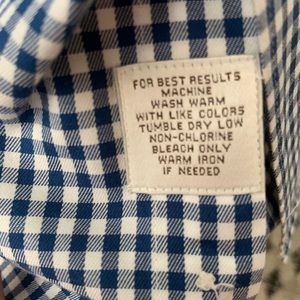 FOR BEST RESULTS
MACHINE
WASH WARM
WITH LIKE COLORS
TUMBLE DRY LOW
NON-CHLORINE
BLEACH ONLY
WARM IRON
IF NEEDED